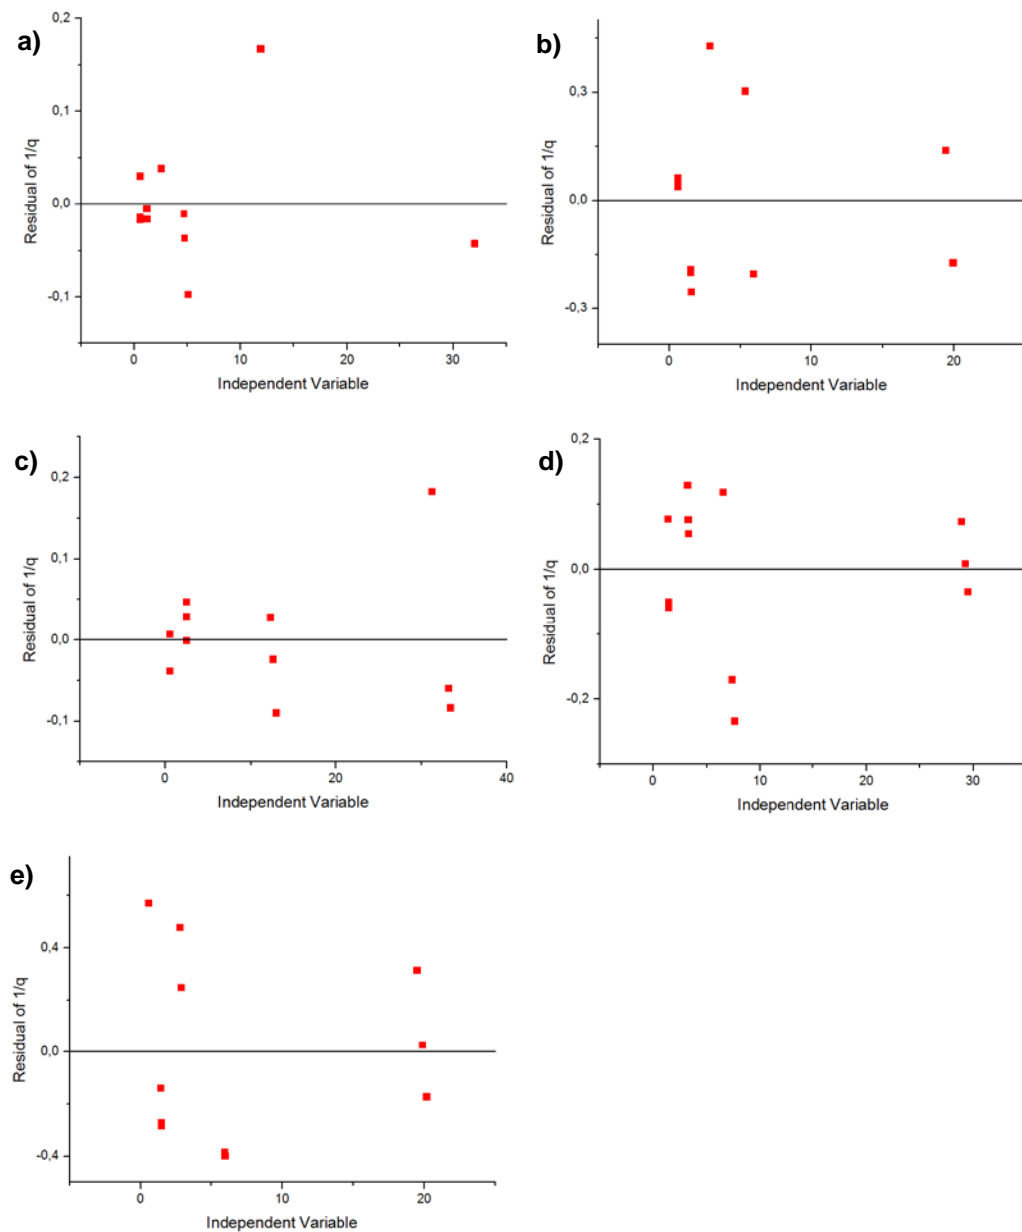 a)
0,2
0,1
0,0
-0,1
Residual of 1/q
0 10 20 30
Independent Variable
b)
0,3
0,0
-0,3
Residual of 1/q
0 10 20
Independent Variable
c)
0,2
0,1
0,0
-0,1
Residual of 1/q
0 20 40
Independent Variable
d)
0,2
0,0
-0,2
Residual of 1/q
0 10 20 30
Independent Variable
e)
0,4
0,0
-0,4
Residual of 1/q
0 10 20
Independent Variable